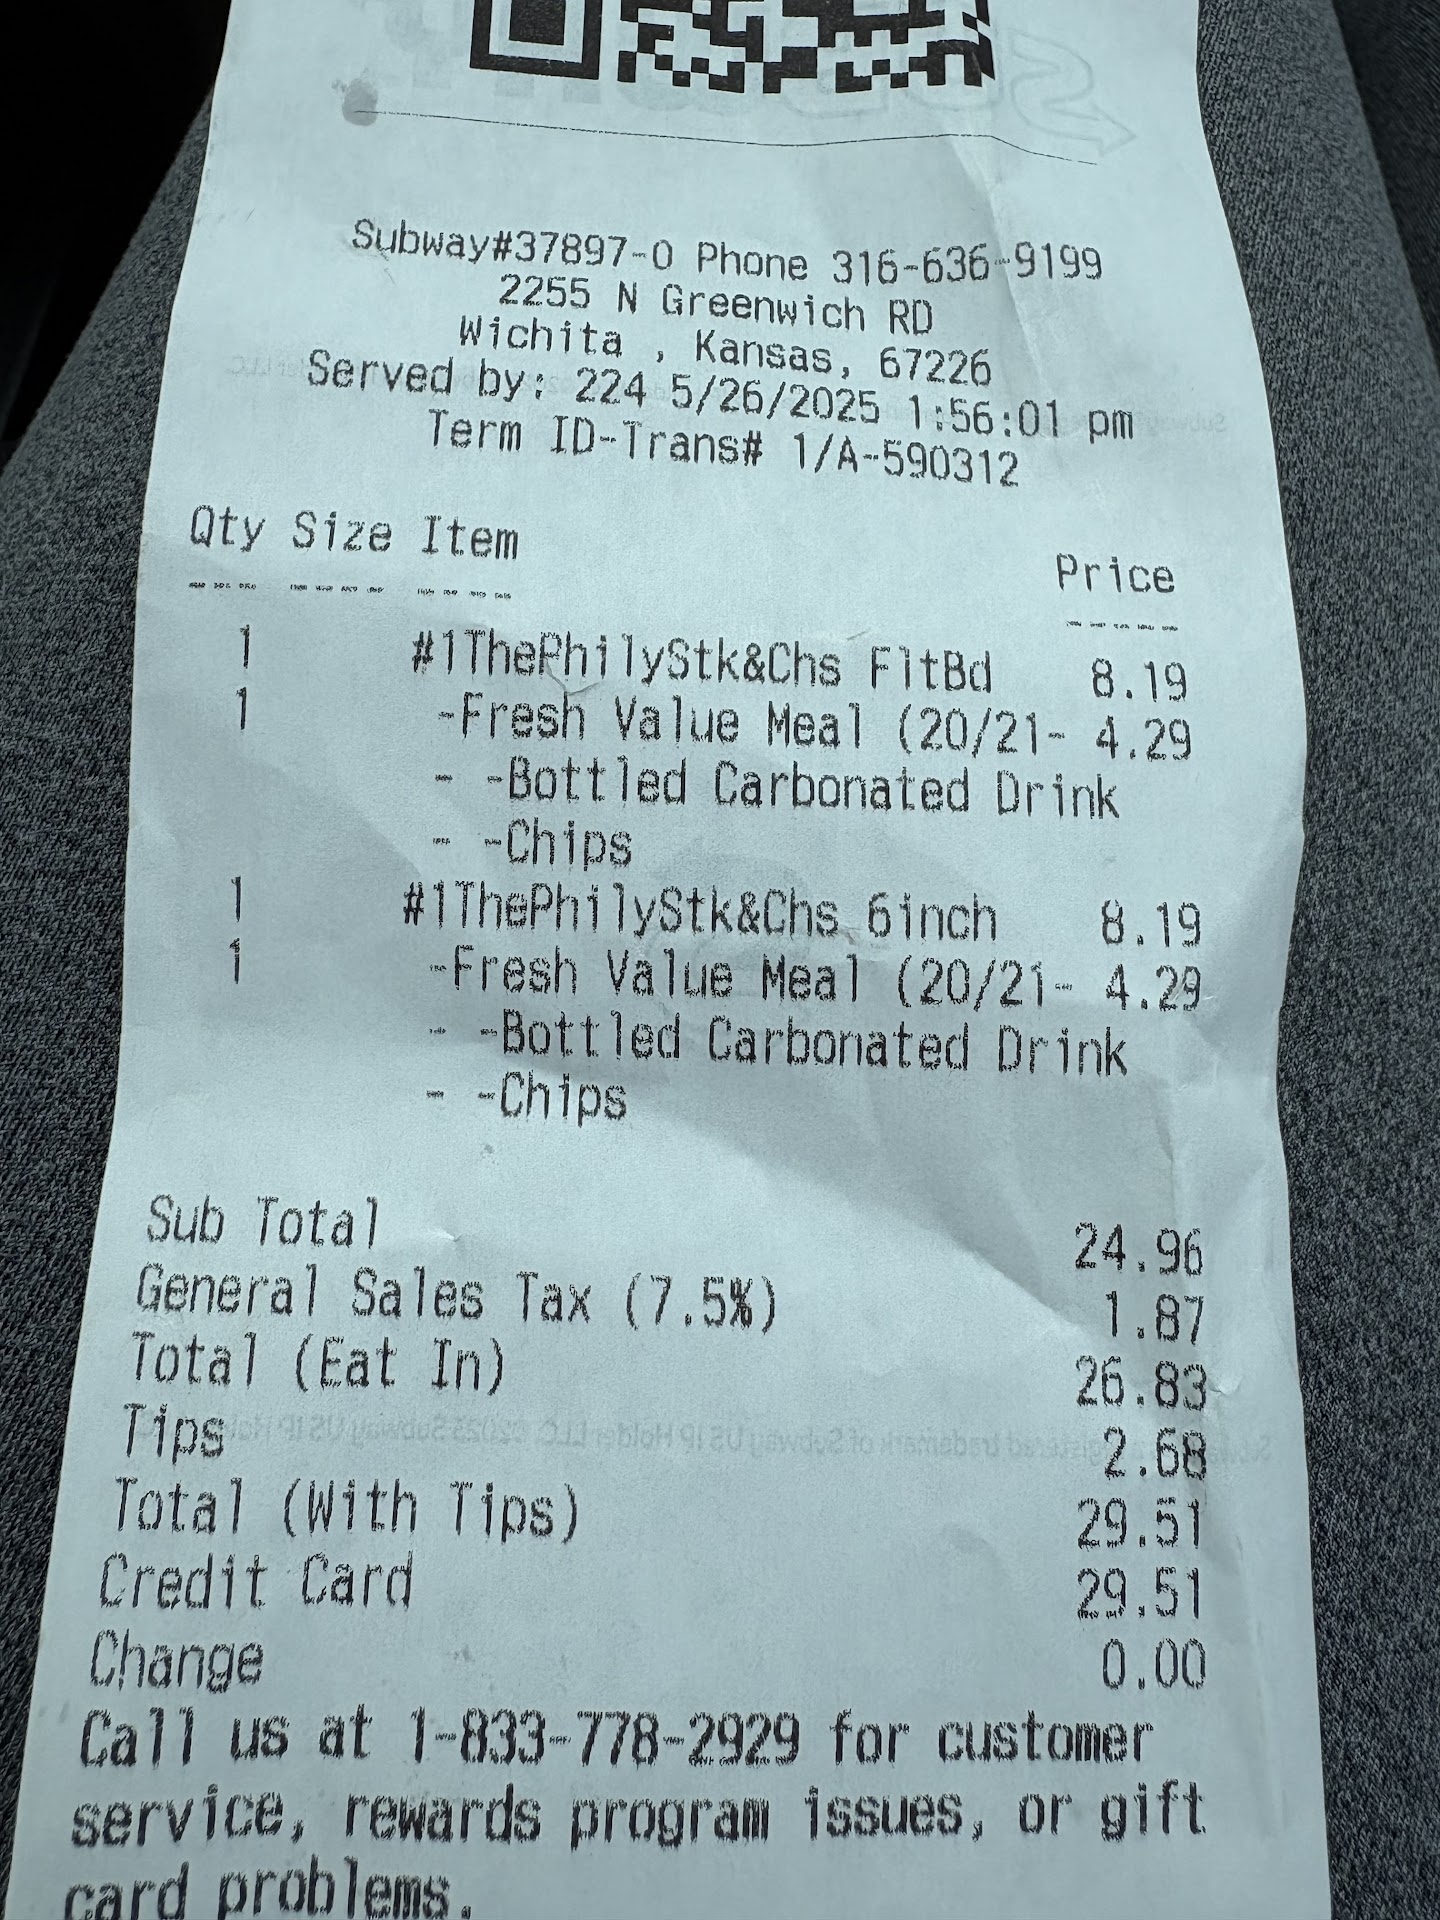 Subway#37897-0 Phone 316-636-9199
2255 N Greenwich RD
Wichita , Kansas, 67226
Served by: 224 5/26/2025 1:56:01 pm
Term ID-Trans# 1/A-590312
Qty Size Item Price
--- ---- ---- -----
1 #1ThePhilyStk&Chs FltBd 8.19
1 -Fresh Value Meal (20/21- 4.29
- -Bottled Carbonated Drink
- -Chips
1 #1ThePhilyStk&Chs 6inch 8.19
1 -Fresh Value Meal (20/21- 4.29
- -Bottled Carbonated Drink
- -Chips
Sub Total 24.96
General Sales Tax (7.5%) 1.87
Total (Eat In) 26.83
Tips 2.68
Total (With Tips) 29.51
Credit Card 29.51
Change 0.00
Call us at 1-833-778-2929 for customer
service, rewards program issues, or gift
card problems.